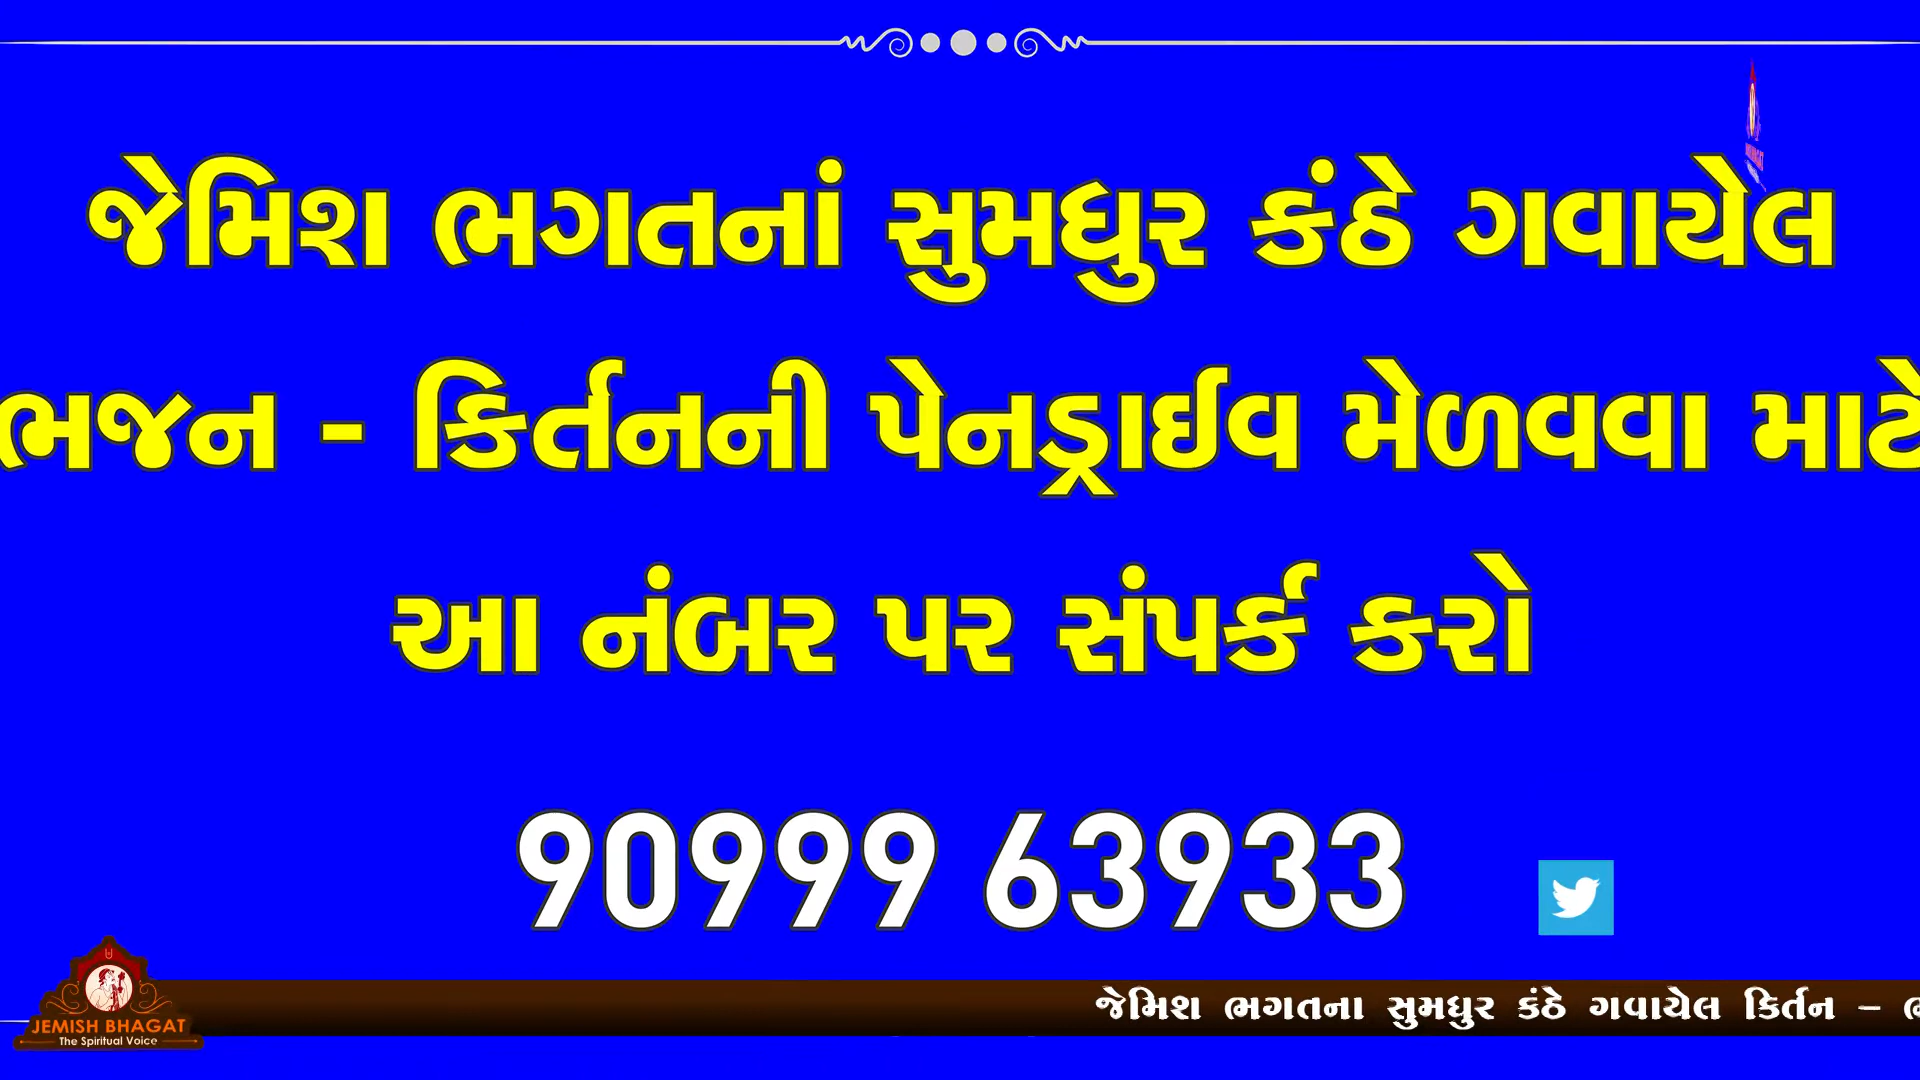 જેમિશ ભગતનાં સુમધુર કંઠે ગવાયેલ
ભજન - કિર્તનની પેનડ્રાઈવ મેળવવા માટે
આ નંબર પર સંપર્ક કરો
90999 63933
જેમિશ ભગતના સુમધુર કંઠે ગવાયેલ કિર્તન –
JEMISH BHAGAT
The Spiritual Voice